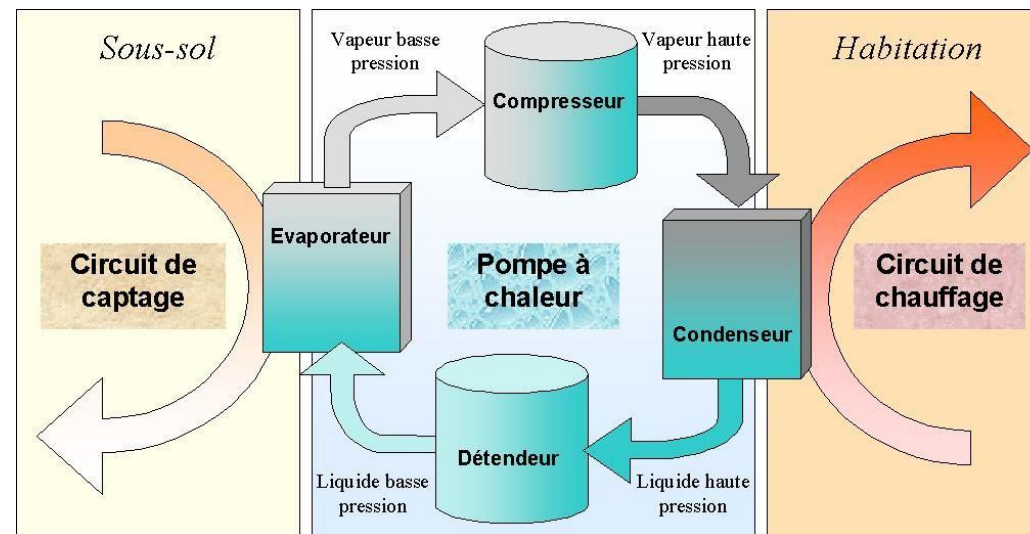 Sous-sol
Vapeur basse
pression
Vapeur haute
pression
Habitation
Compresseur
Evaporateur
Circuit de
captage
Pompe à
chaleur
Circuit de
chauffage
Condenseur
Détendeur
Liquide basse
pression
Liquide haute
pression